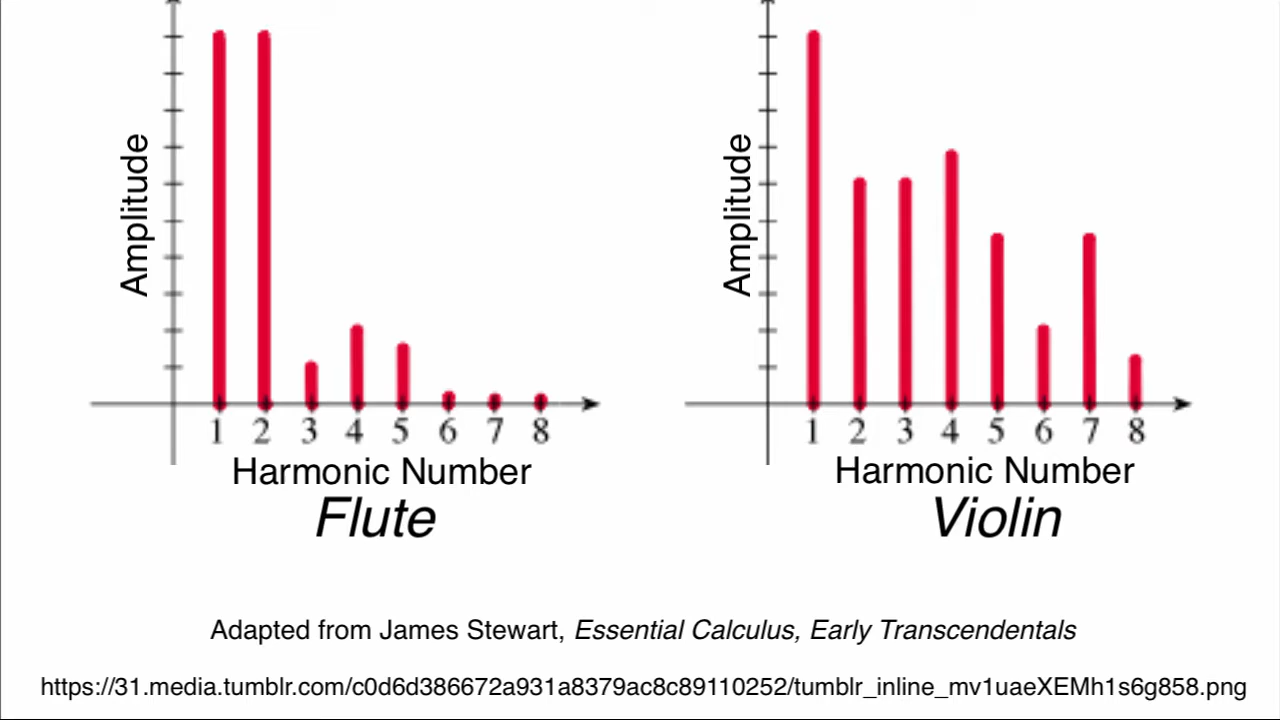 Amplitude
1 2 3 4 5 6 7 8
Harmonic Number
Flute
Amplitude
1 2 3 4 5 6 7 8
Harmonic Number
Violin
Adapted from James Stewart, Essential Calculus, Early Transcendentals
https://31.media.tumblr.com/c0d6d386672a931a8379ac8c89110252/tumblr_inline_mv1uaeXEMh1s6g858.png